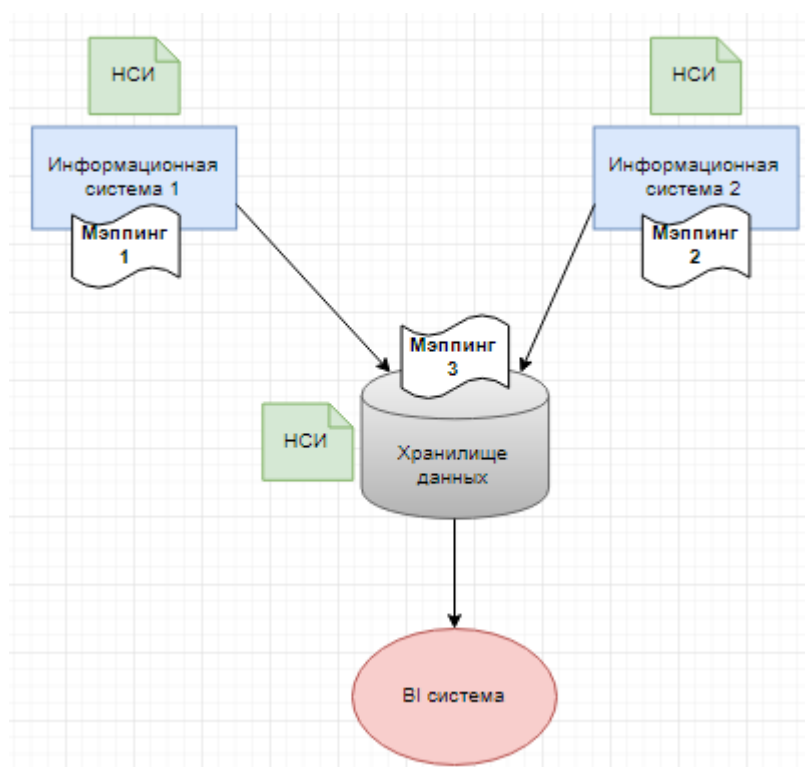 НСИ
НСИ
Информационная
система 1
Информационная
система 2
Мэппинг
1
Мэппинг
2
Мэппинг
3
НСИ
Хранилище
данных
BI система